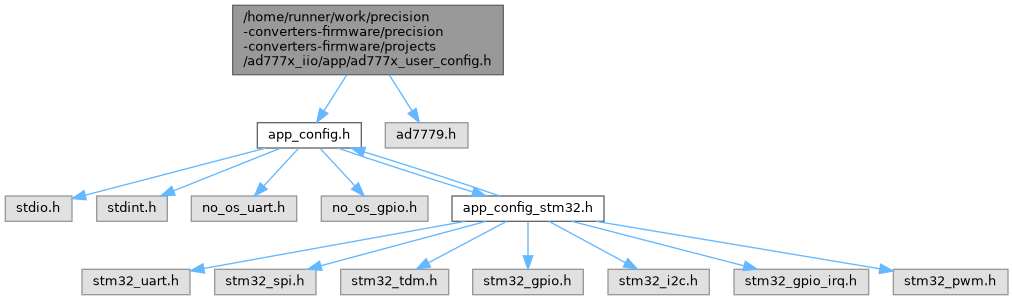 /home/runner/work/precision
-converters-firmware/precision
-converters-firmware/projects
/ad777x_iio/app/ad777x_user_config.h
app_config.h
ad7779.h
stdio.h
stdint.h
no_os_uart.h
no_os_gpio.h
app_config_stm32.h
stm32_uart.h
stm32_spi.h
stm32_tdm.h
stm32_gpio.h
stm32_i2c.h
stm32_gpio_irq.h
stm32_pwm.h